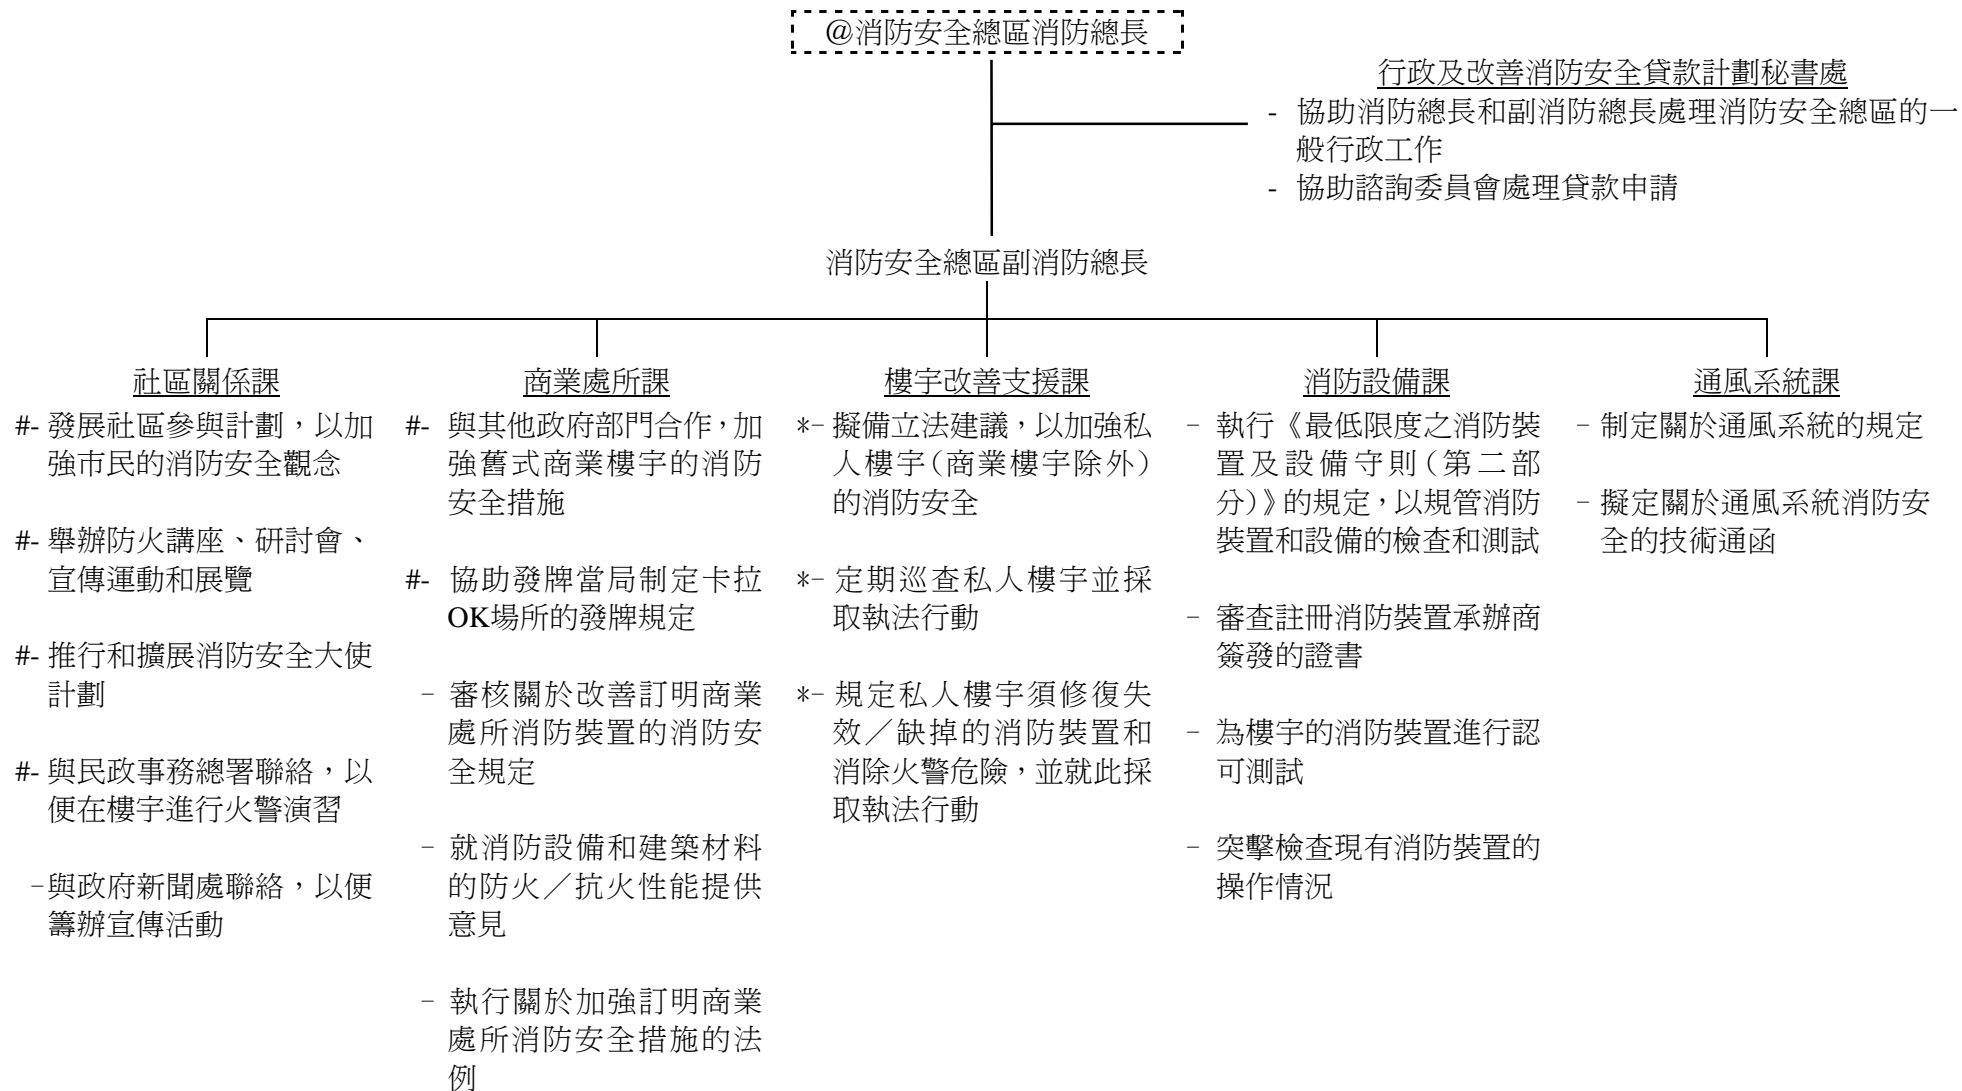 @消防安全總區消防總長
行政及改善消防安全貸款計劃秘書處
- 協助消防總長和副消防總長處理消防安全總區的一
般行政工作
- 協助諮詢委員會處理貸款申請
消防安全總區副消防總長
社區關係課
#- 發展社區參與計劃，以加
強市民的消防安全觀念
#- 舉辦防火講座、研討會、
宣傳運動和展覽
#- 推行和擴展消防安全大使
計劃
#- 與民政事務總署聯絡，以
便在樓宇進行火警演習
-與政府新聞處聯絡，以便
籌辦宣傳活動
商業處所課
#- 與其他政府部門合作，加
強舊式商業樓宇的消防
安全措施
#- 協助發牌當局制定卡拉
OK場所的發牌規定
- 審核關於改善訂明商業
處所消防裝置的消防安
全規定
- 就消防設備和建築材料
的防火／抗火性能提供
意見
- 執行關於加強訂明商業
處所消防安全措施的法
例
樓宇改善支援課
*- 擬備立法建議，以加強私
人樓宇（商業樓宇除外）
的消防安全
*- 定期巡查私人樓宇並採
取執法行動
*- 規定私人樓宇須修復失
效／缺掉的消防裝置和
消除火警危險，並就此採
取執法行動
消防設備課
- 執行《最低限度之消防裝
置及設備守則（第二部
分）》的規定，以規管消防
裝置和設備的檢查和測試
- 審查註冊消防裝置承辦商
簽發的證書
- 為樓宇的消防裝置進行認
可測試
- 突擊檢查現有消防裝置的
操作情況
通風系統課
- 制定關於通風系統的規定
- 擬定關於通風系統消防安
全的技術通函